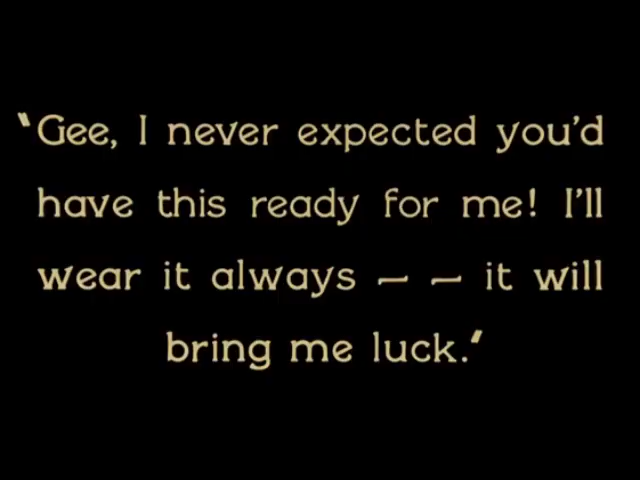 "Gee, I never expected you'd
have this ready for me! I'll
wear it always — — it will
bring me luck."